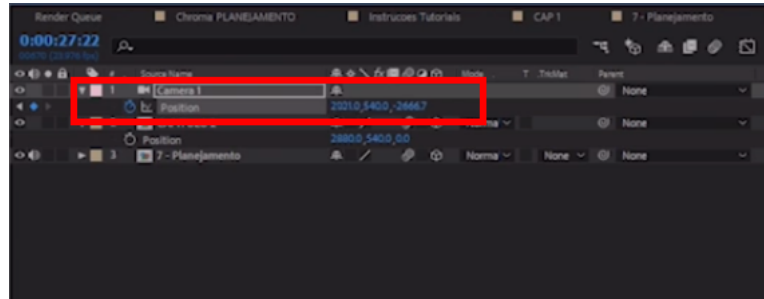 Render Queue Chroma PLANEJAMENTO Instrucoes Tutoriais CAP 1 7 - Planejamento
0:00:27:22
# Source Name Mode T .TrkMat Parent
1 Camera 1 None
Position 2021.0,540.0,-2666.7
Norma None
Position 2880.0,540.0,0.0
3 7 - Planejamento Norma None None